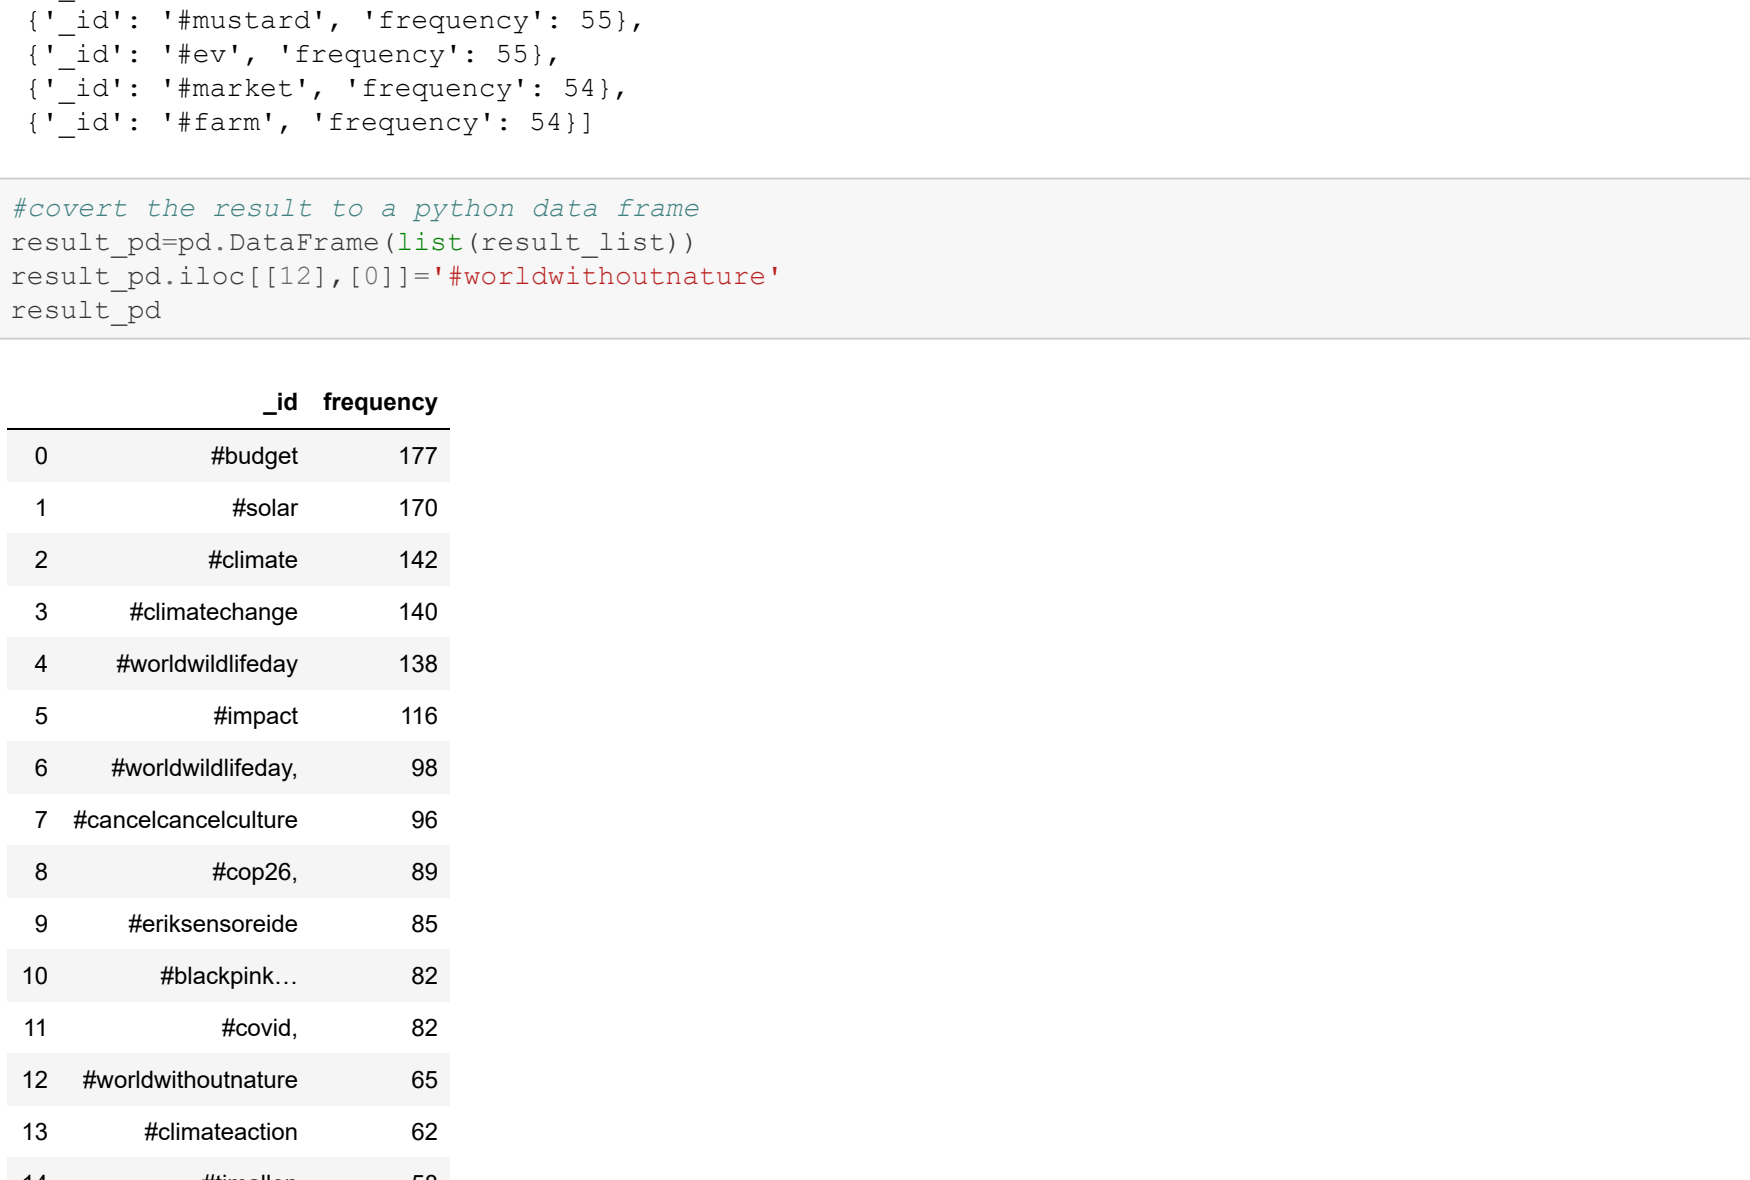 {'_id': '#mustard', 'frequency': 55},
{'_id': '#ev', 'frequency': 55},
{'_id': '#market', 'frequency': 54},
{'_id': '#farm', 'frequency': 54}]
#covert the result to a python data frame
result_pd=pd.DataFrame(list(result_list))
result_pd.iloc[[12],[0]]='#worldwithoutnature'
result_pd
_id frequency
0 #budget 177
1 #solar 170
2 #climate 142
3 #climatechange 140
4 #worldwildlifeday 138
5 #impact 116
6 #worldwildlifeday, 98
7 #cancelcancelculture 96
8 #cop26, 89
9 #eriksensoreide 85
10 #blackpink… 82
11 #covid, 82
12 #worldwithoutnature 65
13 #climateaction 62
14